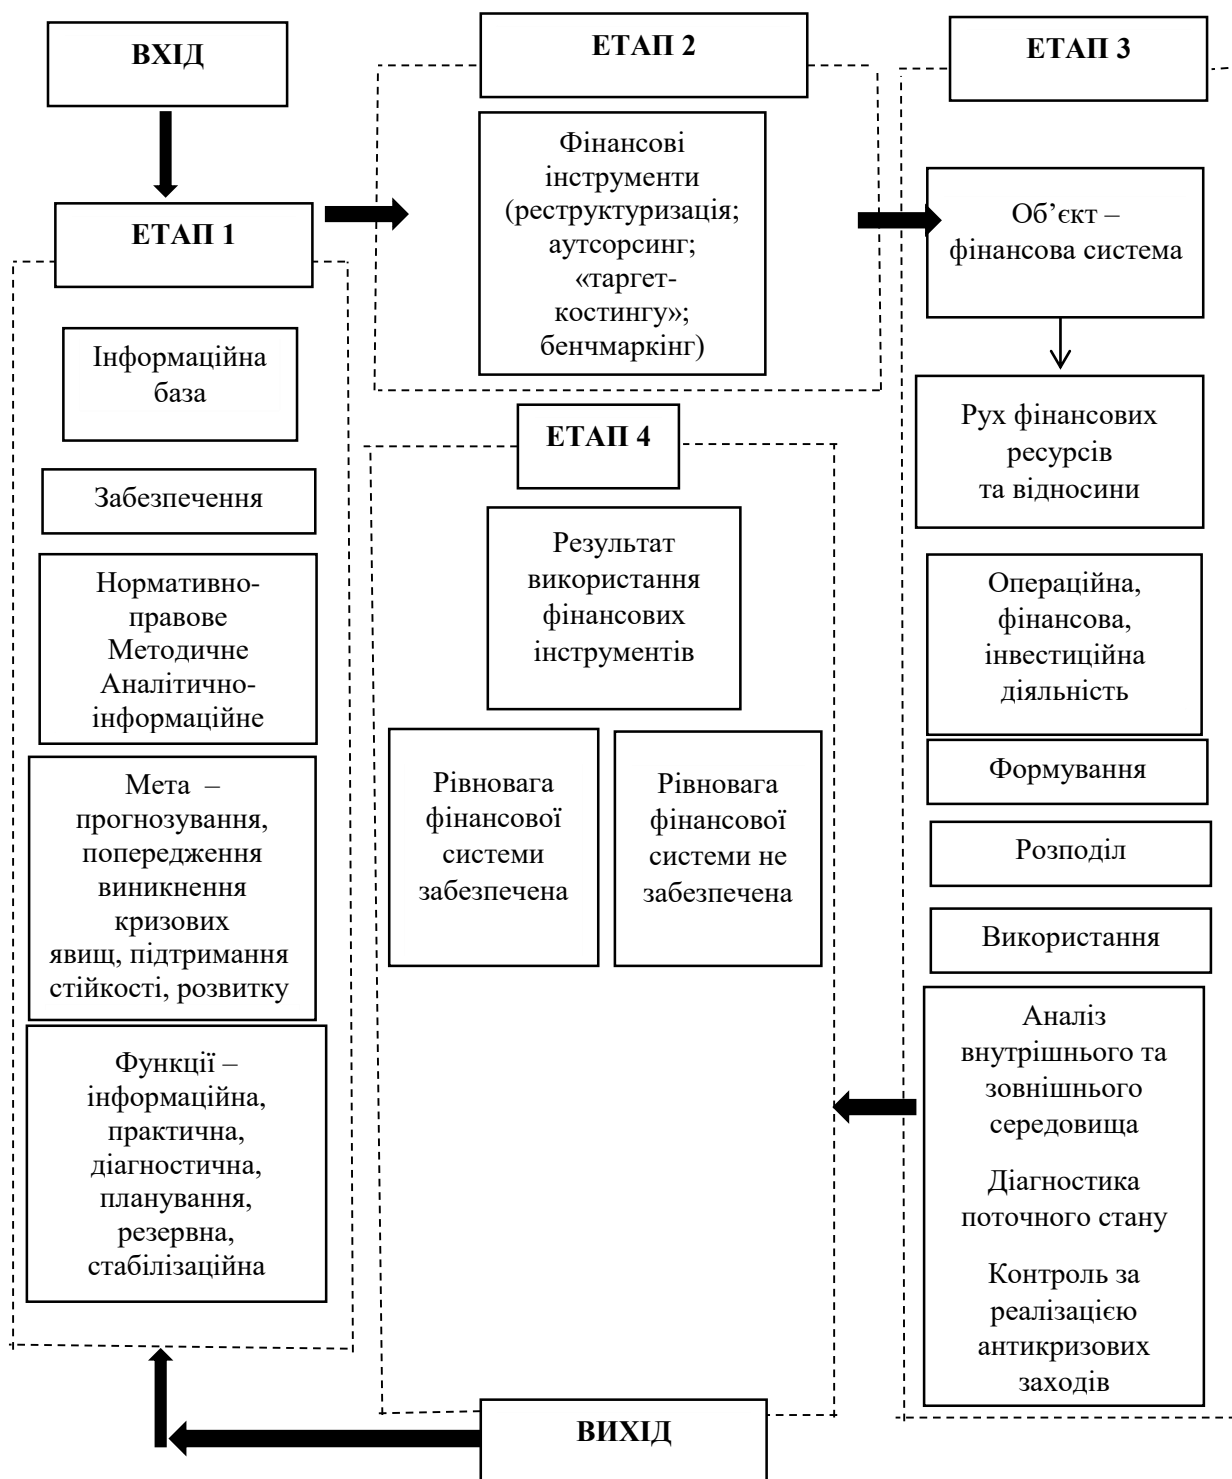 ВХІД
ЕТАП 1
Інформаційна
база
Забезпечення
Нормативно-
правове
Методичне
Аналітично-
інформаційне
Мета –
прогнозування,
попередження
виникнення
кризових
явищ, підтримання
стійкості, розвитку
Функції –
інформаційна,
практична,
діагностична,
планування,
резервна,
стабілізаційна
ЕТАП 2
Фінансові
інструменти
(реструктуризація;
аутсорсинг;
«таргет-
костингу»;
бенчмаркінг)
ЕТАП 3
Об’єкт –
фінансова система
Рух фінансових
ресурсів
та відносини
Операційна,
фінансова,
інвестиційна
діяльність
Формування
Розподіл
Використання
Аналіз
внутрішнього та
зовнішнього
середовища
Діагностика
поточного стану
Контроль за
реалізацією
антикризових
заходів
ЕТАП 4
Результат
використання
фінансових
інструментів
Рівновага
фінансової
системи
забезпечена
Рівновага
фінансової
системи не
забезпечена
ВИХІД